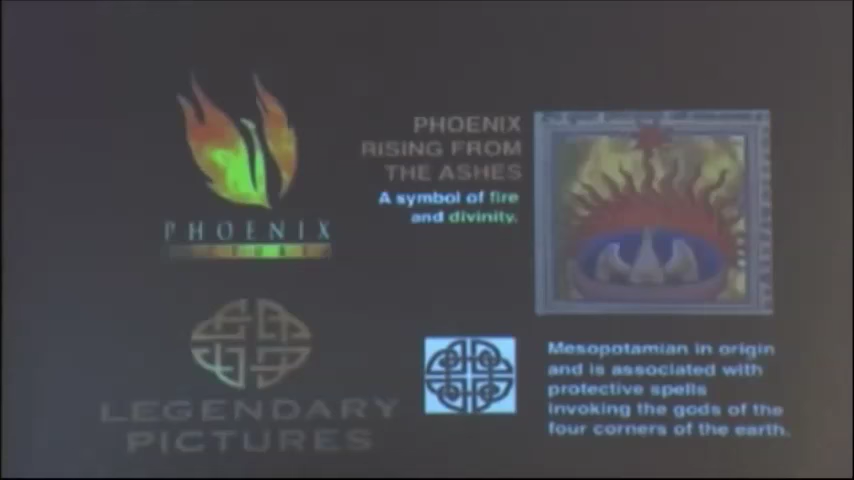 PHOENIX
PHOENIX
RISING FROM
THE ASHES
A symbol of fire
and divinity.
LEGENDARY
PICTURES
Mesopotamian in origin
and is associated with
protective spells
invoking the gods of the
four corners of the earth.